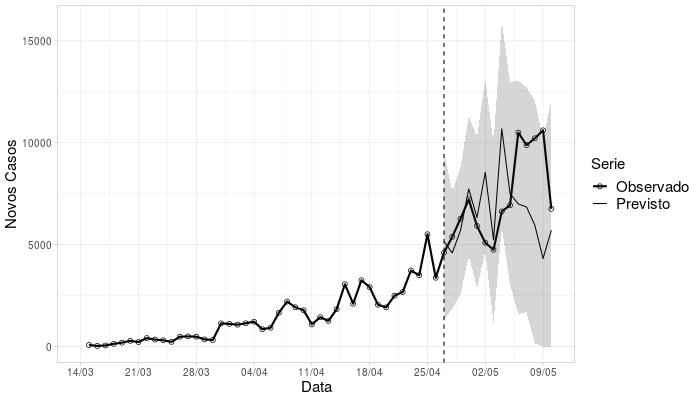 15000
10000
5000
0
Novos Casos
14/03 21/03 28/03 04/04 11/04 18/04 25/04 02/05 09/05
Data
Serie
Observado
Previsto